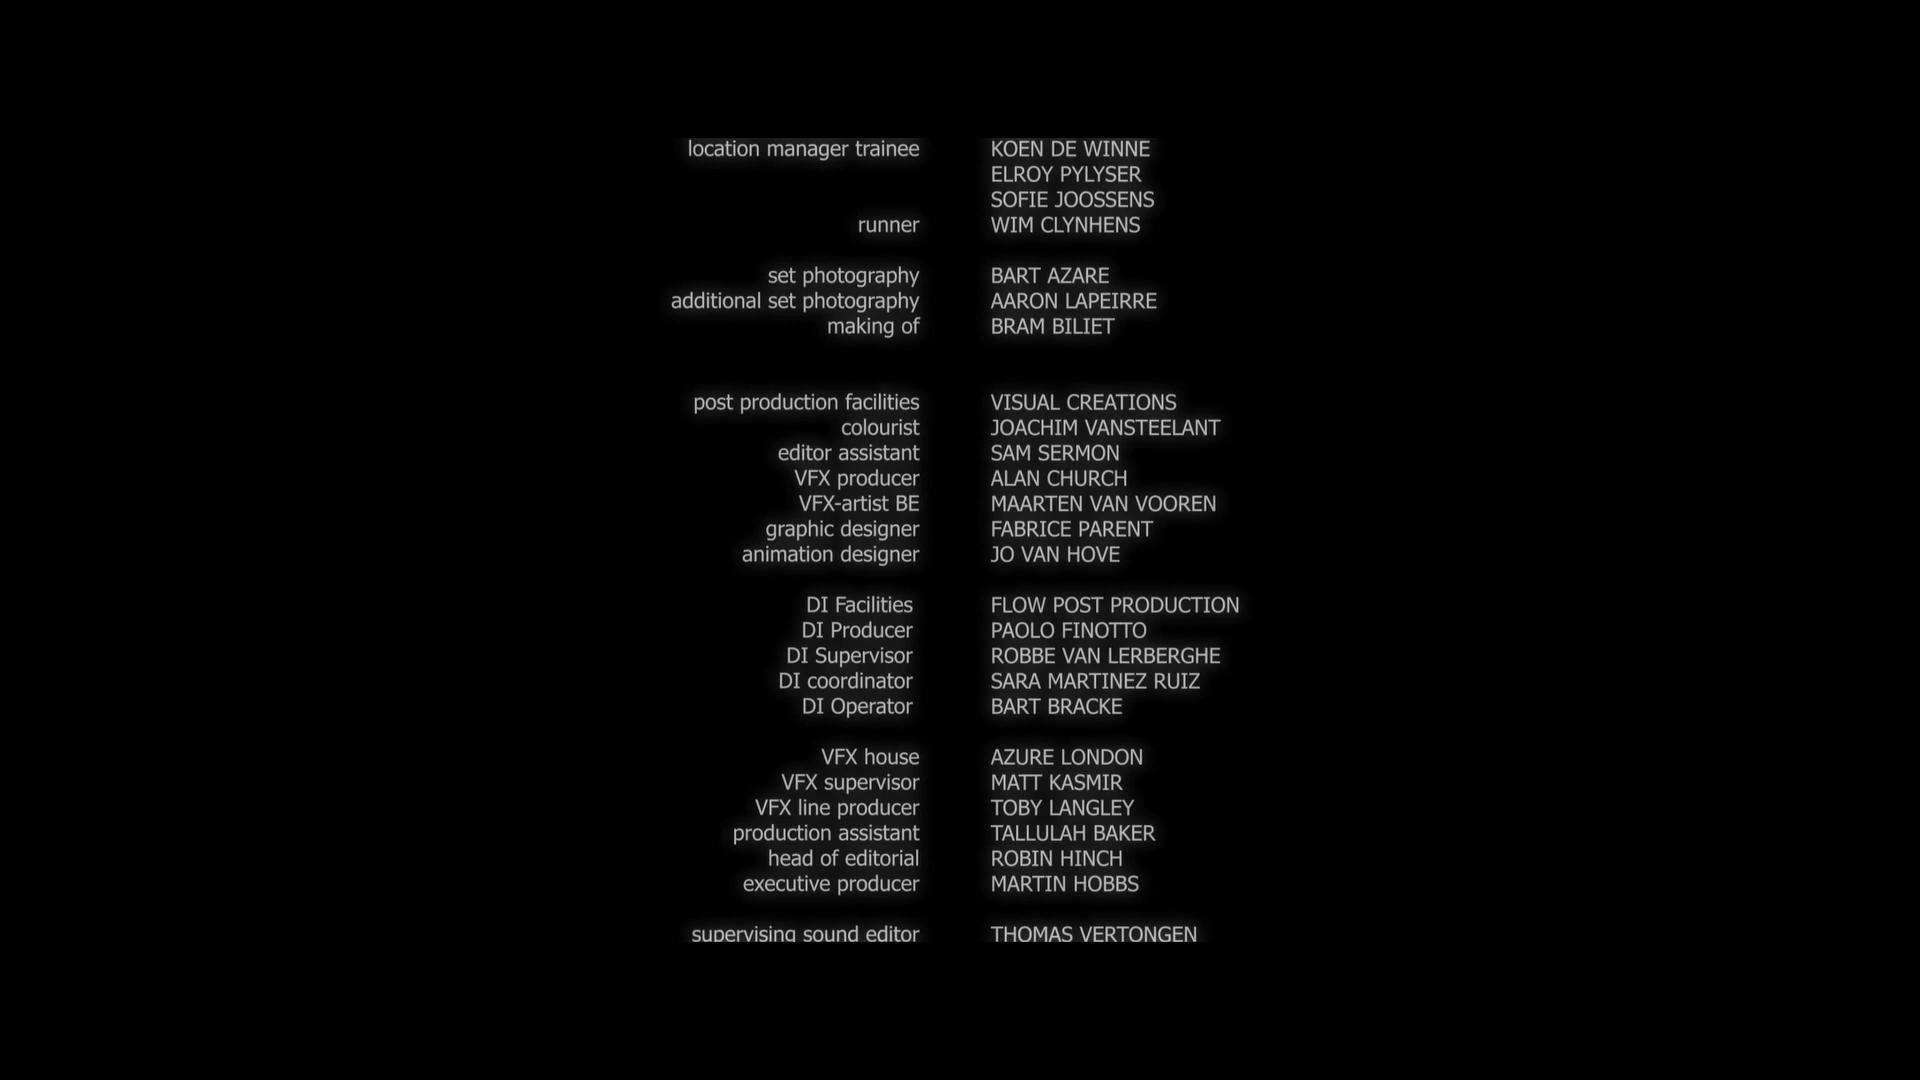 location manager trainee KOEN DE WINNE
ELROY PYLYSER
SOFIE JOOSSENS
runner WIM CLYNHENS
set photography BART AZARE
additional set photography AARON LAPEIRRE
making of BRAM BILIET
post production facilities VISUAL CREATIONS
colourist JOACHIM VANSTEELANT
editor assistant SAM SERMON
VFX producer ALAN CHURCH
VFX-artist BE MAARTEN VAN VOOREN
graphic designer FABRICE PARENT
animation designer JO VAN HOVE
DI Facilities FLOW POST PRODUCTION
DI Producer PAOLO FINOTTO
DI Supervisor ROBBE VAN LERBERGHE
DI coordinator SARA MARTINEZ RUIZ
DI Operator BART BRACKE
VFX house AZURE LONDON
VFX supervisor MATT KASMIR
VFX line producer TOBY LANGLEY
production assistant TALLULAH BAKER
head of editorial ROBIN HINCH
executive producer MARTIN HOBBS
supervising sound editor THOMAS VERTONGEN